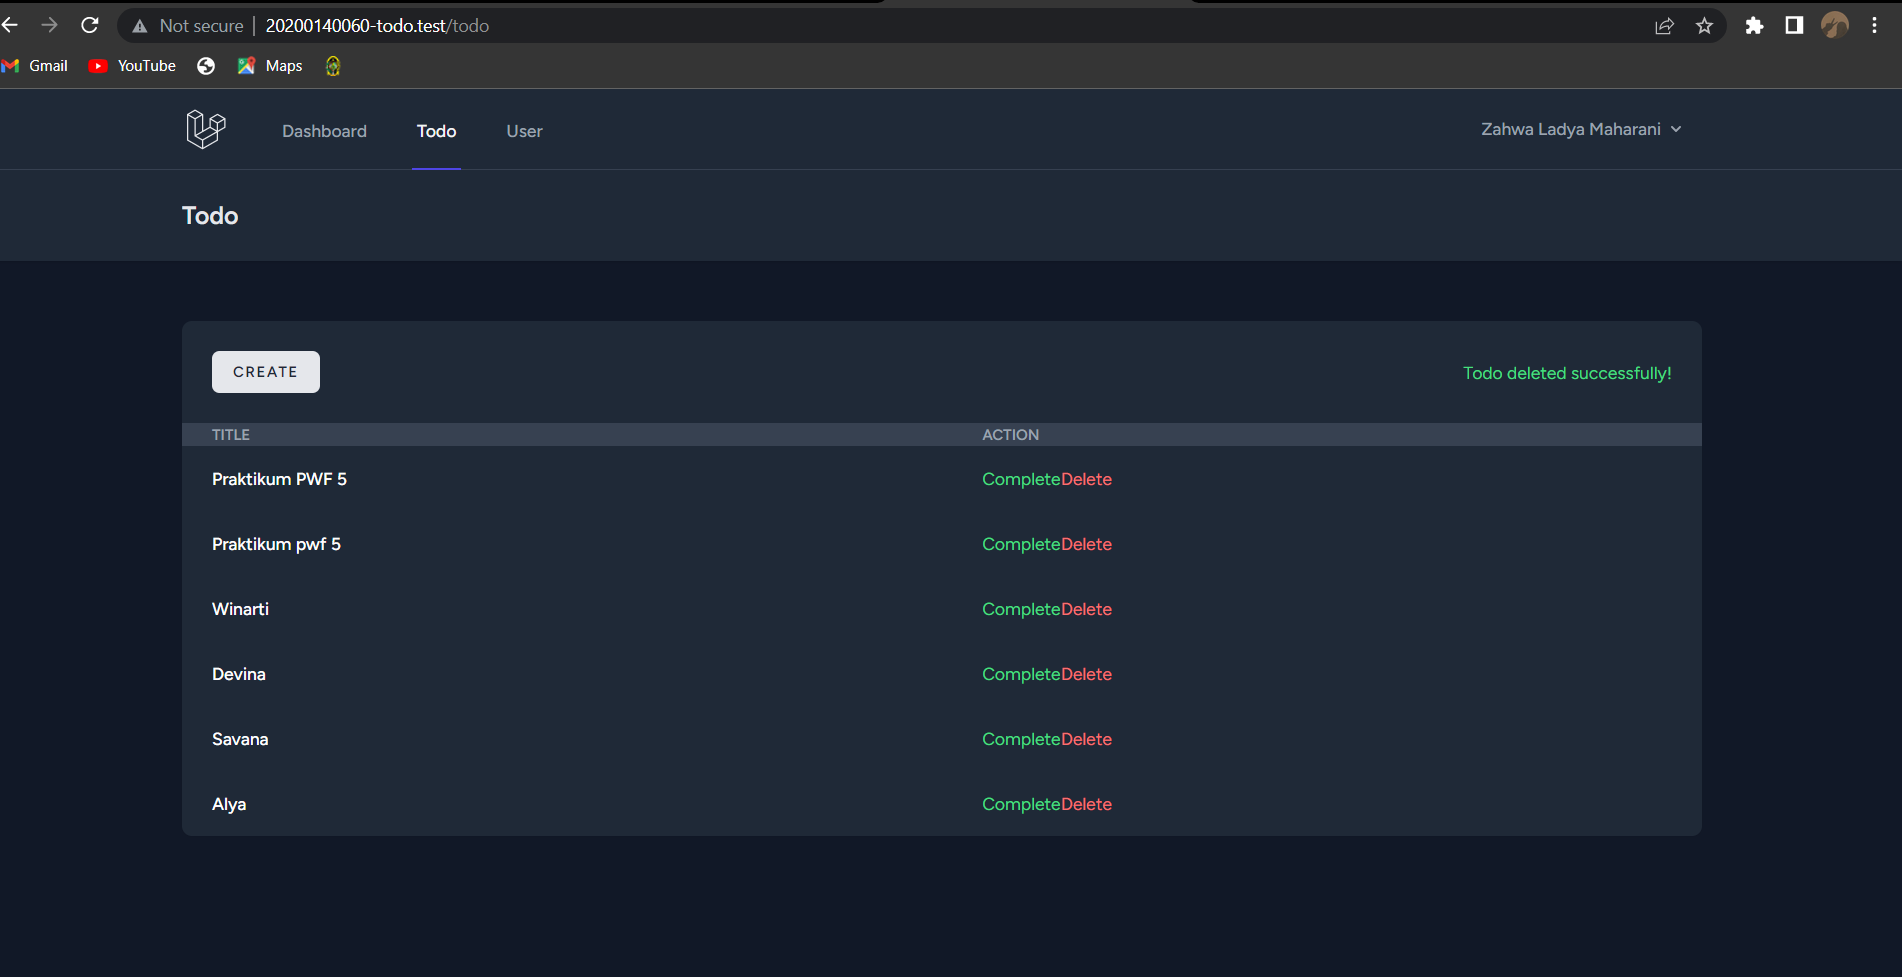 Not secure | 20200140060-todo.test/todo
Gmail YouTube Maps
Dashboard Todo User Zahwa Ladya Maharani
Todo
CREATE Todo deleted successfully!
TITLE ACTION
Praktikum PWF 5 CompleteDelete
Praktikum pwf 5 CompleteDelete
Winarti CompleteDelete
Devina CompleteDelete
Savana CompleteDelete
Alya CompleteDelete